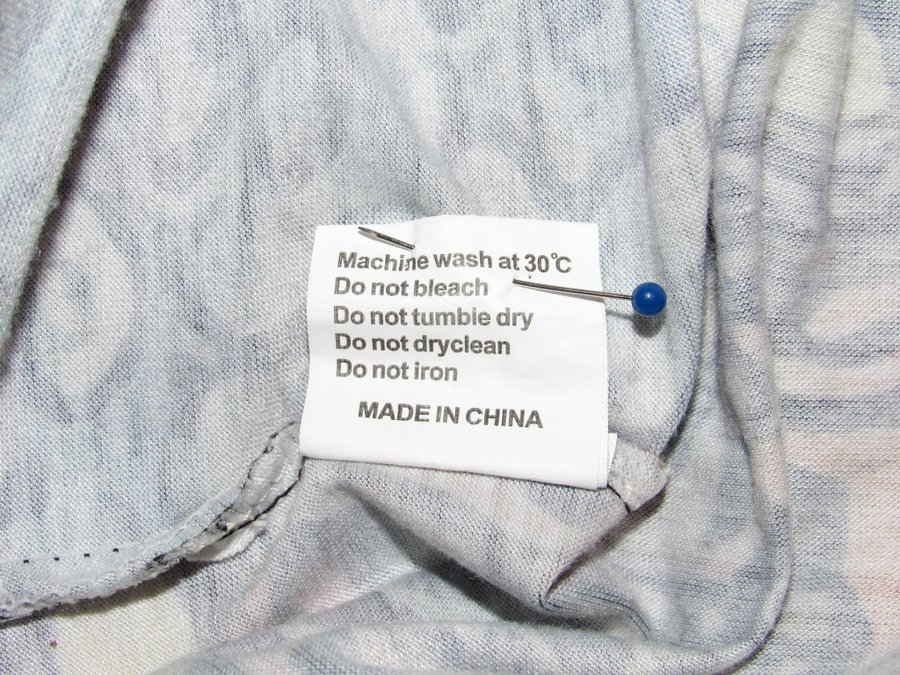 Machine wash at 30℃
Do not bleach
Do not tumble dry
Do not dryclean
Do not iron
MADE IN CHINA